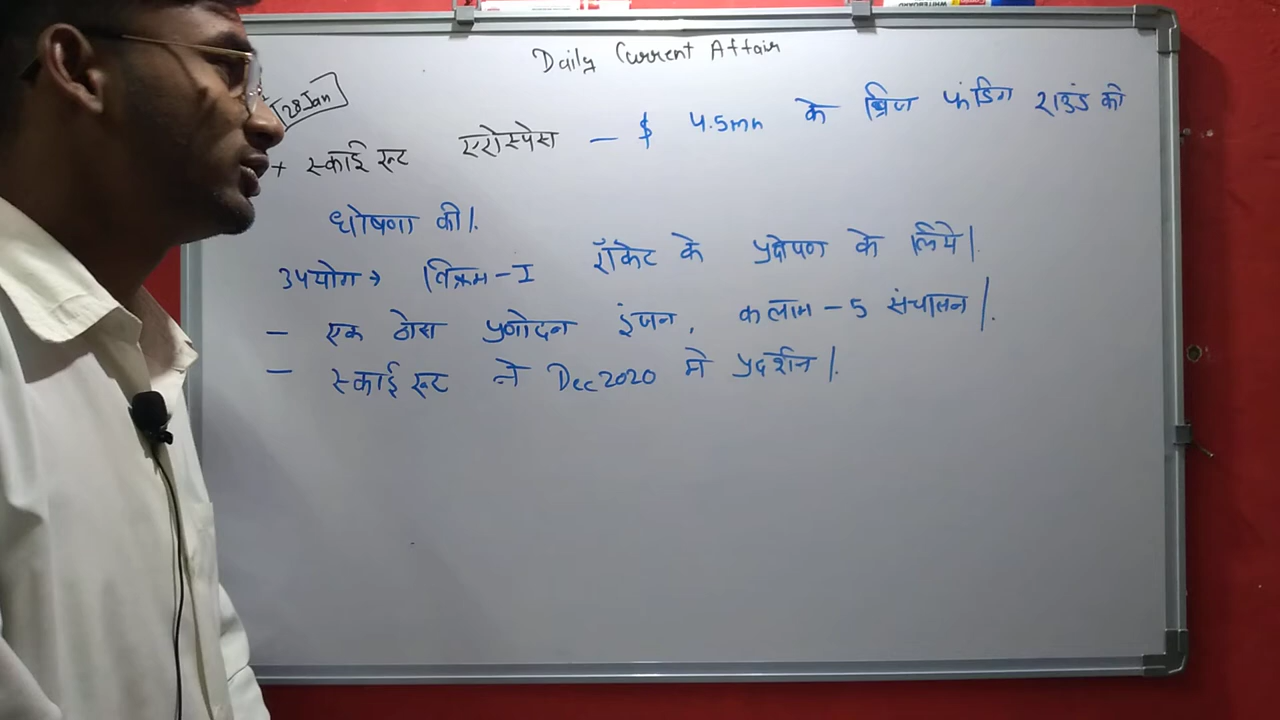 Daily Current Affair
28 Jan
+ स्काई रूट एरोस्पेस – $ 4.5mn के ब्रिज फंडिग राउंड को
घोषणा की।
उपयोग → विक्रम-I रॉकेट के प्रक्षेपण के लिये।
- एक ठोस प्रणोदन इंजन, कलाम-5 संचालन।
- स्काई रूट ने Dec 2020 मे प्रदर्शन।